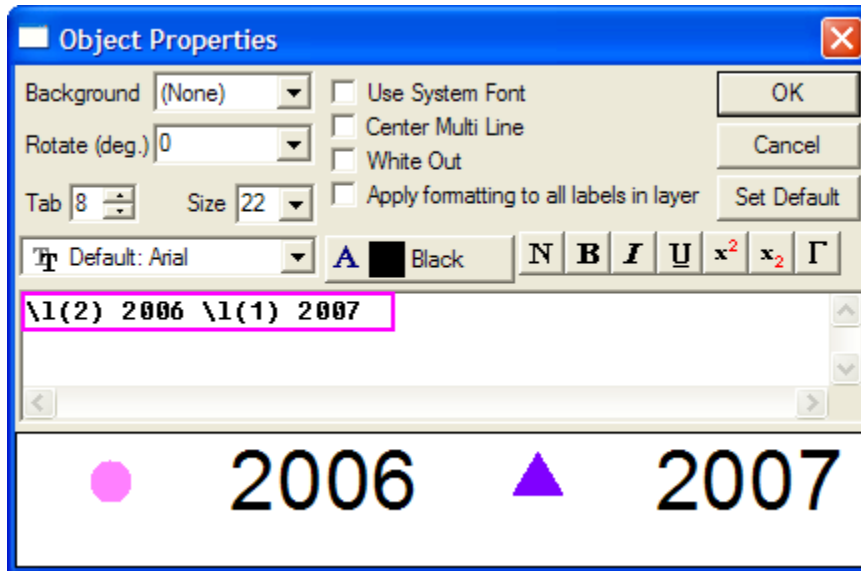 Object Properties
Background (None) Use System Font OK
Center Multi Line
Rotate (deg.) 0 White Out Cancel
Tab 8 Size 22 Apply formatting to all labels in layer Set Default
Default: Arial A Black N B I U x² x₂ Γ
\l(2) 2006 \l(1) 2007
2006 2007